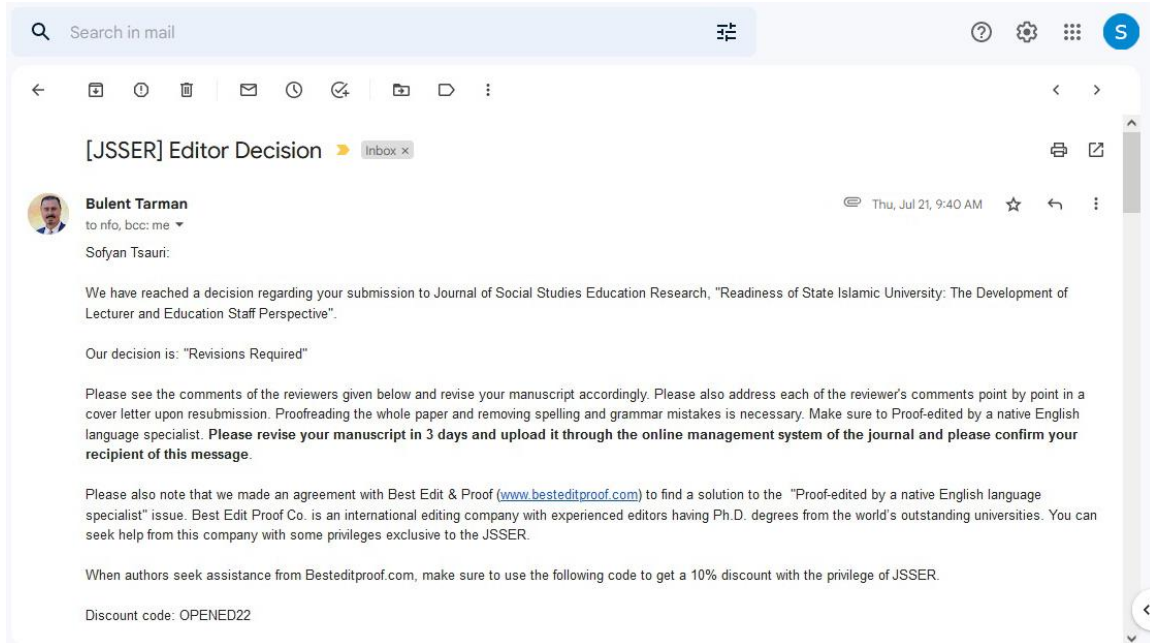 Search in mail
S
[JSSER] Editor Decision
Inbox ×
Bulent Tarman
Thu, Jul 21, 9:40 AM
to nfo, bcc: me
Sofyan Tsauri:
We have reached a decision regarding your submission to Journal of Social Studies Education Research, "Readiness of State Islamic University: The Development of
Lecturer and Education Staff Perspective".
Our decision is: "Revisions Required"
Please see the comments of the reviewers given below and revise your manuscript accordingly. Please also address each of the reviewer's comments point by point in a
cover letter upon resubmission. Proofreading the whole paper and removing spelling and grammar mistakes is necessary. Make sure to Proof-edited by a native English
language specialist. Please revise your manuscript in 3 days and upload it through the online management system of the journal and please confirm your
recipient of this message.
Please also note that we made an agreement with Best Edit & Proof (www.besteditproof.com) to find a solution to the "Proof-edited by a native English language
specialist" issue. Best Edit Proof Co. is an international editing company with experienced editors having Ph.D. degrees from the world's outstanding universities. You can
seek help from this company with some privileges exclusive to the JSSER.
When authors seek assistance from Besteditproof.com, make sure to use the following code to get a 10% discount with the privilege of JSSER.
Discount code: OPENED22